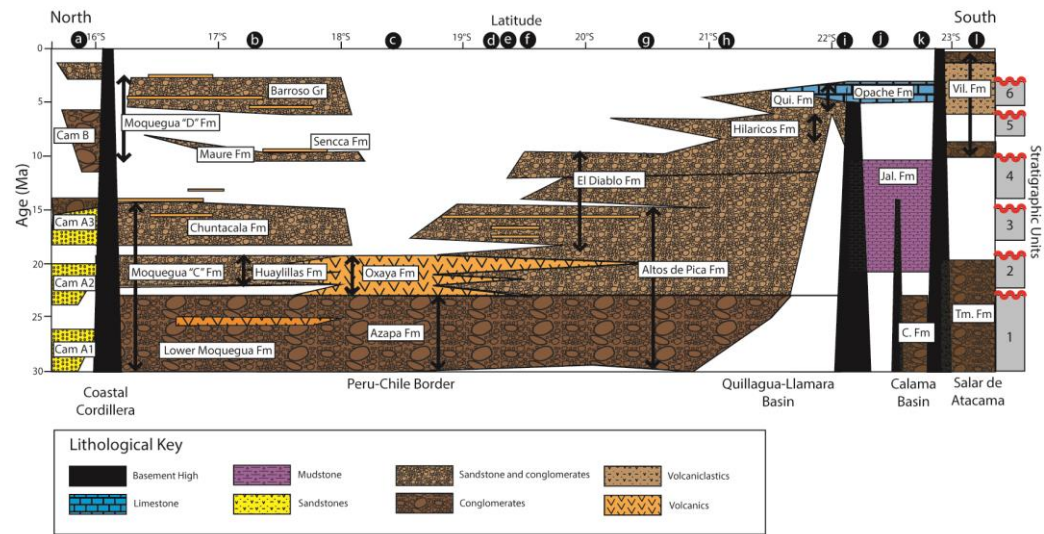 North
Latitude
South
a
16°S
17°S
b
18°S
c
19°S
d
e
f
20°S
g
21°S
h
22°S
i
j
k
23°S
l
Age (Ma)
0
5
10
15
20
25
30
Barroso Gr
Moquegua "D" Fm
Cam B
Sencca Fm
Maure Fm
Qui. Fm
Opache Fm
Vil. Fm
Hilaricos Fm
Jal. Fm
El Diablo Fm
Cam A3
Chuntacala Fm
Moquegua "C" Fm
Huaylillas Fm
Oxaya Fm
Altos de Pica Fm
Cam A2
Azapa Fm
Cam A1
Lower Moquegua Fm
C. Fm
Tm. Fm
6
5
4
3
2
1
Stratigraphic Units
Coastal
Cordillera
Peru-Chile Border
Quillagua-Llamara
Basin
Calama
Basin
Salar de
Atacama
Lithological Key
Basement High
Mudstone
Sandstone and conglomerates
Volcaniclastics
Limestone
Sandstones
Conglomerates
Volcanics